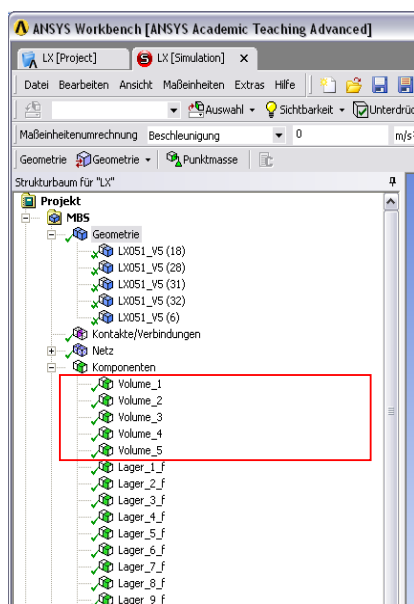 ANSYS Workbench [ANSYS Academic Teaching Advanced]
LX [Project] LX [Simulation] ×
Datei Bearbeiten Ansicht Maßeinheiten Extras Hilfe
Auswahl Sichtbarkeit Unterdrüc
Maßeinheitenumrechnung Beschleunigung 0 m/s²
Geometrie Geometrie Punktmasse
Strukturbaum für "LX"
Projekt
MBS
Geometrie
LX051_V5 (18)
LX051_V5 (28)
LX051_V5 (31)
LX051_V5 (32)
LX051_V5 (6)
Kontakte/Verbindungen
Netz
Komponenten
Volume_1
Volume_2
Volume_3
Volume_4
Volume_5
Lager_1_f
Lager_2_f
Lager_3_f
Lager_4_f
Lager_5_f
Lager_6_f
Lager_7_f
Lager_8_f
Lager_9_f